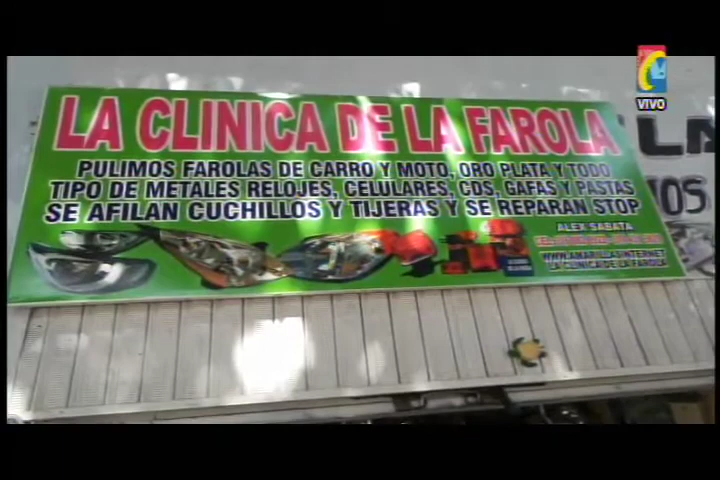 VIVO
LA CLINICA DE LA FAROLA
PULIMOS FAROLAS DE CARRO Y MOTO, ORO PLATA Y TODO
TIPO DE METALES RELOJES, CELULARES, CDS, GAFAS Y PASTAS
SE AFILAN CUCHILLOS Y TIJERAS Y SE REPARAN STOP
ALEX SABATA
LA CLINICA DE LA FAROLA